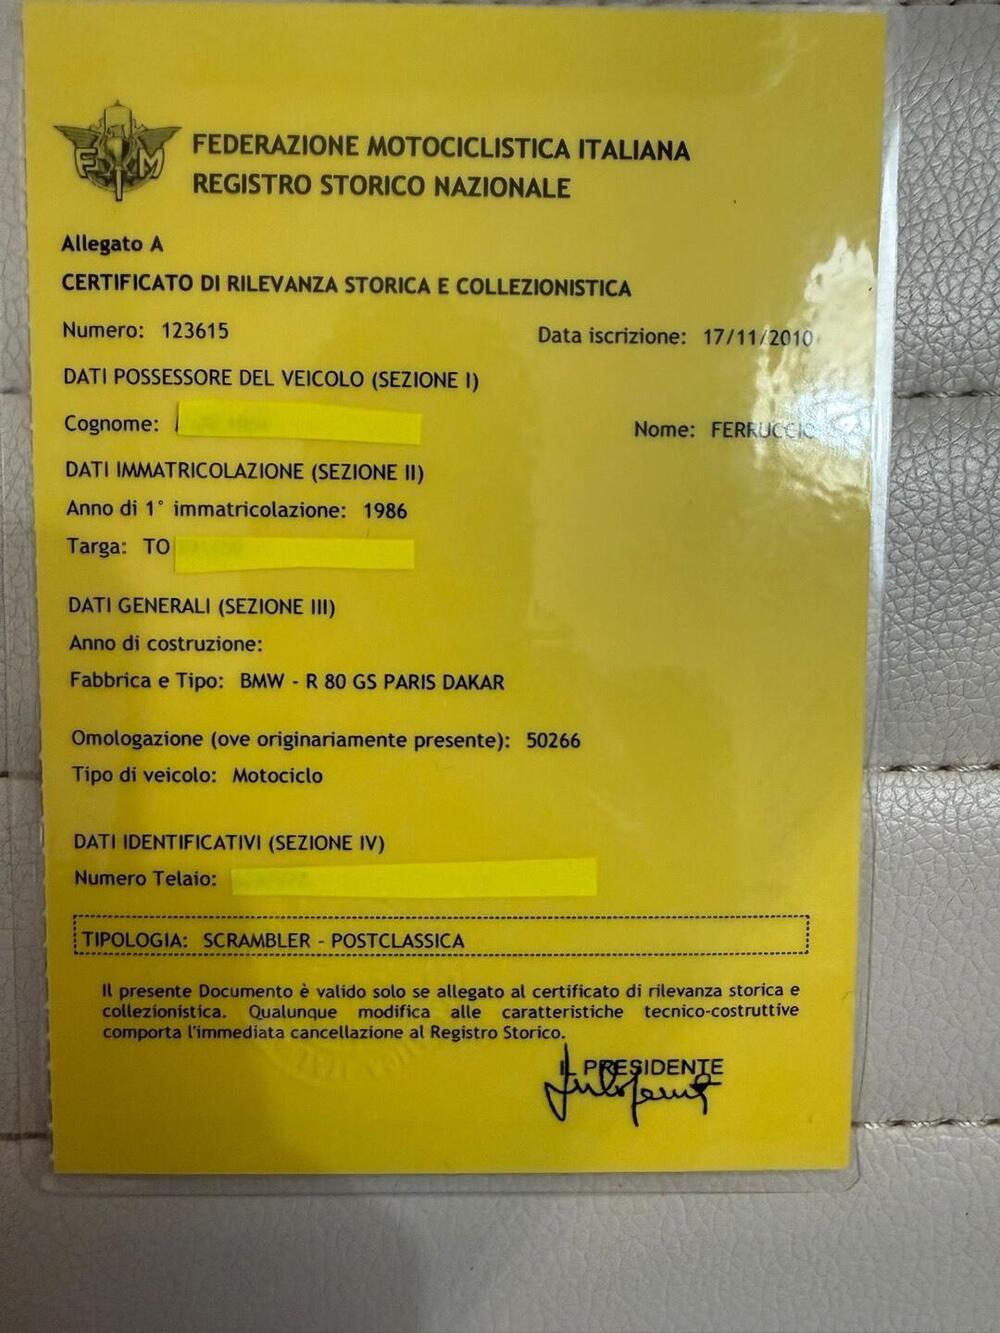 FEDERAZIONE MOTOCICLISTICA ITALIANA
REGISTRO STORICO NAZIONALE
F M
Allegato A
CERTIFICATO DI RILEVANZA STORICA E COLLEZIONISTICA
Numero: 123615 Data iscrizione: 17/11/2010
DATI POSSESSORE DEL VEICOLO (SEZIONE I)
Cognome: Nome: FERRUCCIO
DATI IMMATRICOLAZIONE (SEZIONE II)
Anno di 1° immatricolazione: 1986
Targa: TO
DATI GENERALI (SEZIONE III)
Anno di costruzione:
Fabbrica e Tipo: BMW - R 80 GS PARIS DAKAR
Omologazione (ove originariamente presente): 50266
Tipo di veicolo: Motociclo
DATI IDENTIFICATIVI (SEZIONE IV)
Numero Telaio:
TIPOLOGIA: SCRAMBLER - POSTCLASSICA
Il presente Documento è valido solo se allegato al certificato di rilevanza storica e
collezionistica. Qualunque modifica alle caratteristiche tecnico-costruttive
comporta l'immediata cancellazione al Registro Storico.
IL PRESIDENTE